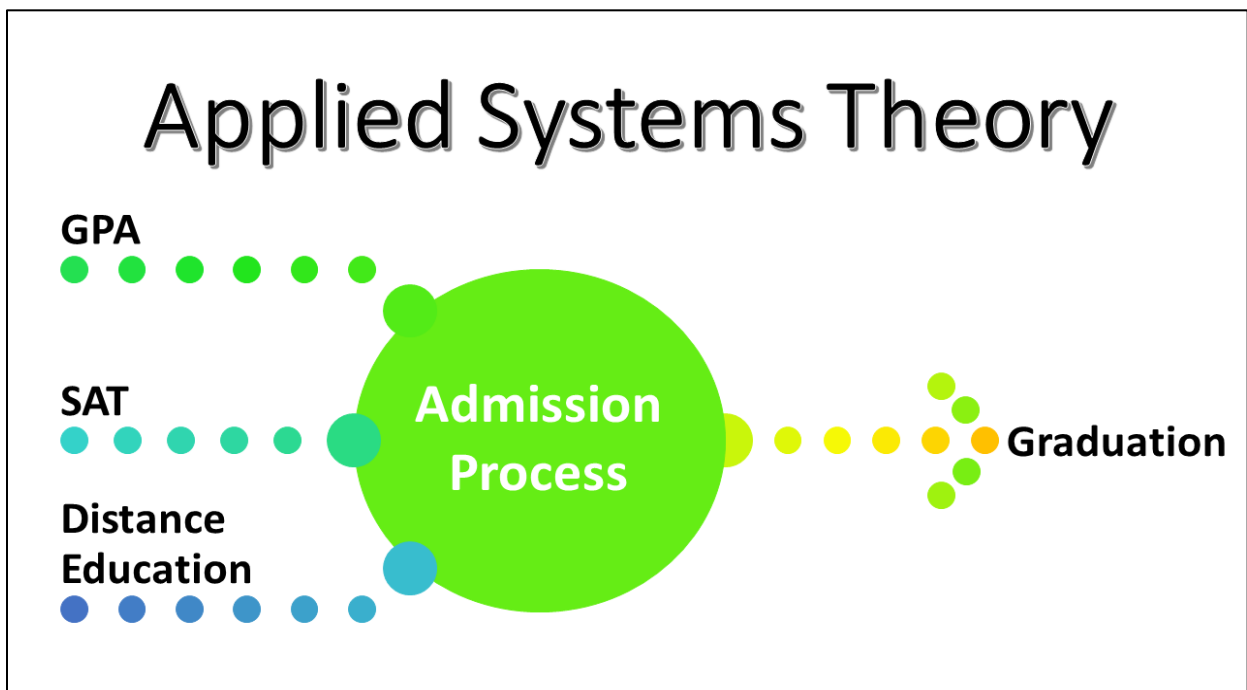 Applied Systems Theory
GPA
SAT
Admission
Process
Graduation
Distance
Education